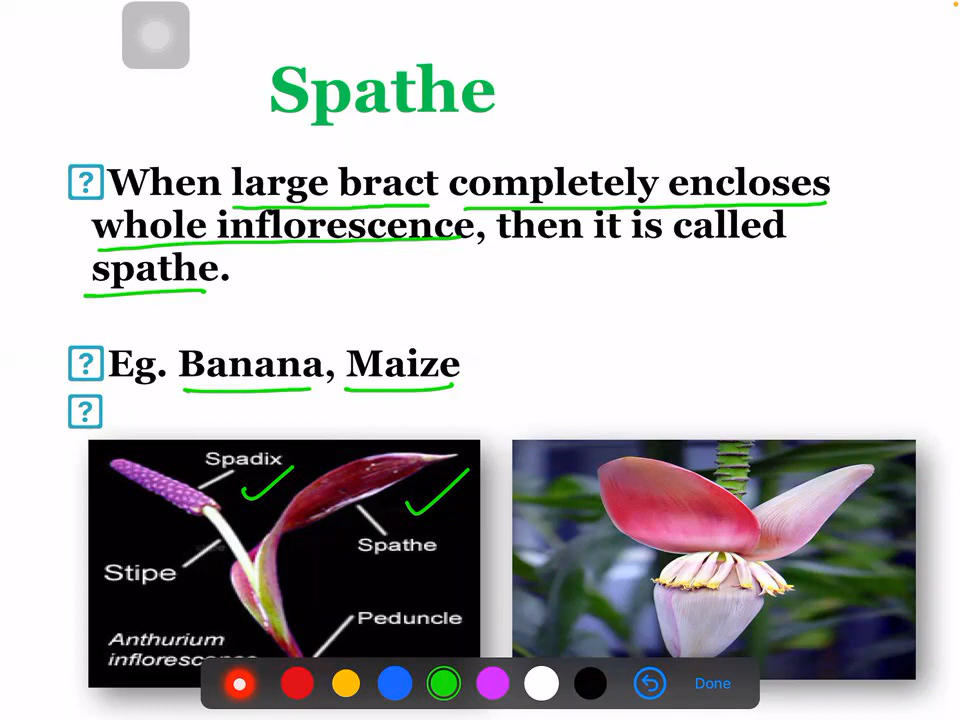 Spathe
When large bract completely encloses
whole inflorescence, then it is called
spathe.
Eg. Banana, Maize
Spadix
Spathe
Stipe
Peduncle
Anthurium
inflorescence
Done